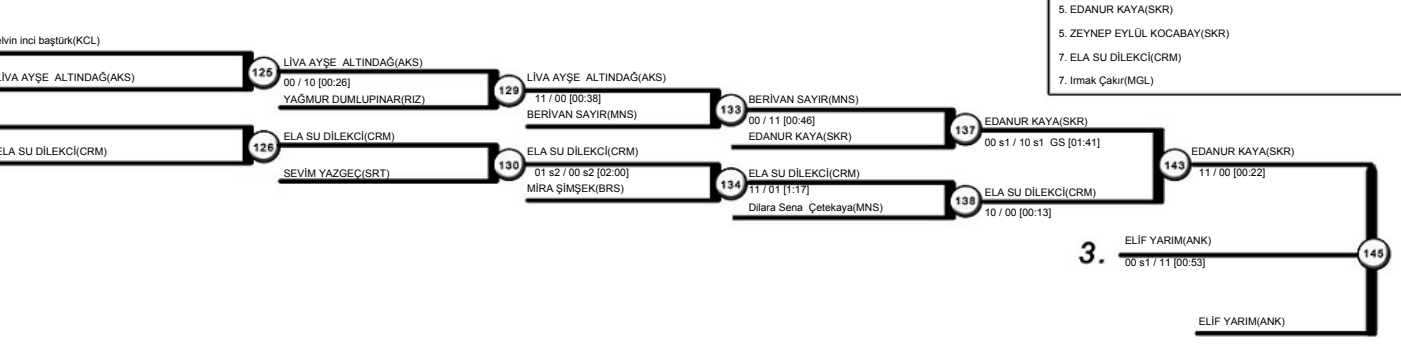 5. EDANUR KAYA(SKR)
5. ZEYNEP EYLÜL KOCABAY(SKR)
7. ELA SU DİLEKCİ(CRM)
7. Irmak Çakır(MGL)
inci baştürk(KCL)
LİVA AYŞE ALTINDAĞ(AKS)
125
LİVA AYŞE ALTINDAĞ(AKS)
00 / 10 [00:26]
YAĞMUR DUMLUPINAR(RIZ)
129
LİVA AYŞE ALTINDAĞ(AKS)
11 / 00 [00:38]
BERİVAN SAYIR(MNS)
133
BERİVAN SAYIR(MNS)
00 / 11 [00:46]
EDANUR KAYA(SKR)
137
EDANUR KAYA(SKR)
00 s1 / 10 s1 GS [01:41]
ELA SU DİLEKCİ(CRM)
126
ELA SU DİLEKCİ(CRM)
SEVİM YAZGEÇ(SRT)
130
ELA SU DİLEKCİ(CRM)
01 s2 / 00 s2 [02:00]
MİRA ŞİMŞEK(BRS)
134
ELA SU DİLEKCİ(CRM)
11 / 01 [1:17]
Dilara Sena Çetekaya(MNS)
138
ELA SU DİLEKCİ(CRM)
10 / 00 [00:13]
143
EDANUR KAYA(SKR)
11 / 00 [00:22]
3.
ELİF YARIM(ANK)
00 s1 / 11 [00:53]
145
ELİF YARIM(ANK)